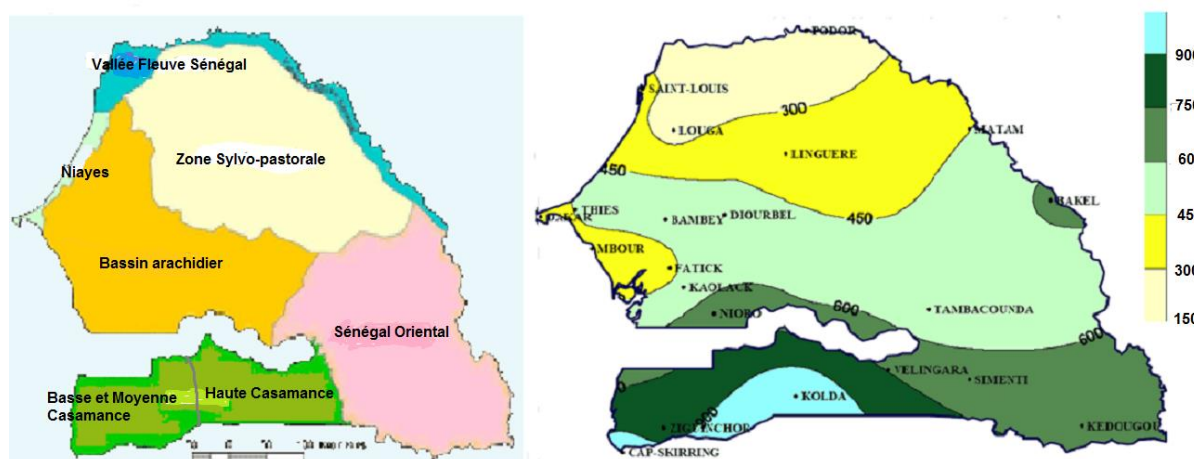 Vallée Fleuve Sénégal
Niayes
Zone Sylvo-pastorale
Bassin arachidier
Sénégal Oriental
Basse et Moyenne
Casamance
Haute Casamance
PODOR
SAINT-LOUIS
LOUGA
300
MATAM
LINGUERE
450
450
BAKEL
THIES
DAKAR
BAMBEY
DIOURBEL
MBOUR
FATICK
KAOLACK
NIORO
600
TAMBACOUNDA
600
VELINGARA
SIMENTI
KOLDA
ZIGUINCHOR
KEDOUGOU
CAP-SKIRRING
900
750
60
45
300
150